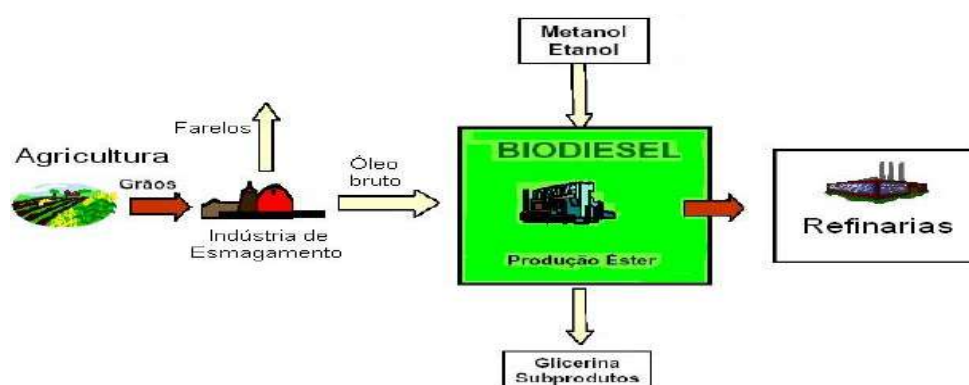 Metanol
Etanol
Farelos
Agricultura
Grãos
Indústria de
Esmagamento
Óleo
bruto
BIODIESEL
Produção Éster
Refinarias
Glicerina
Subprodutos